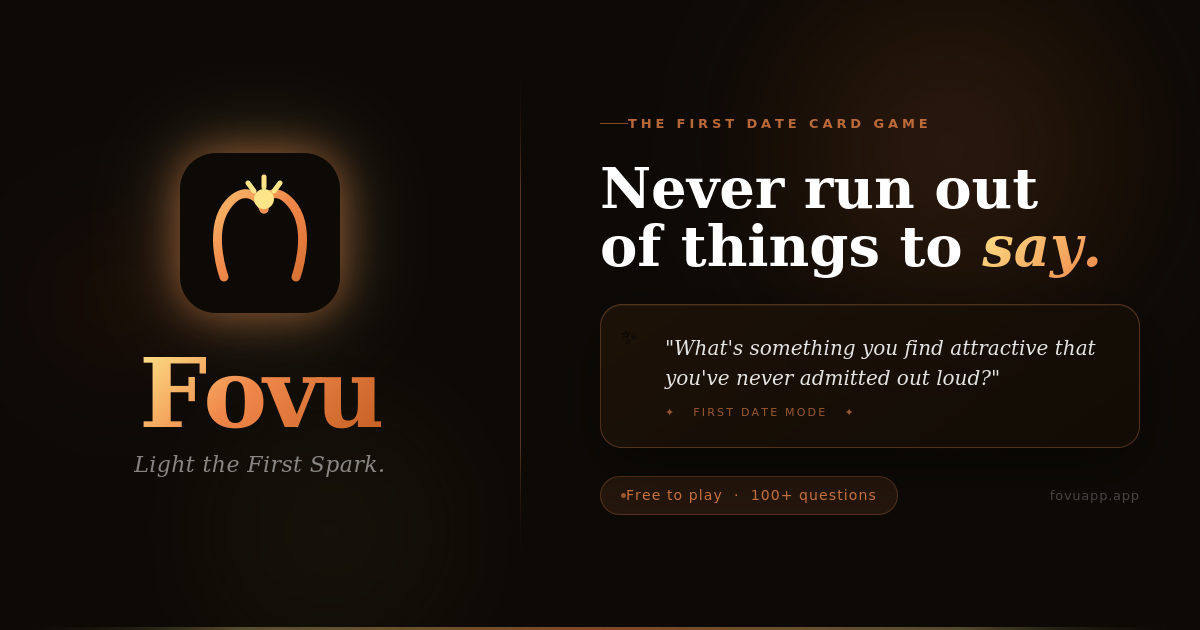 Fovu
Light the First Spark.
THE FIRST DATE CARD GAME
Never run out
of things to say.
"What's something you find attractive that
you've never admitted out loud?"
✦ FIRST DATE MODE ✦
Free to play · 100+ questions
fovuapp.app